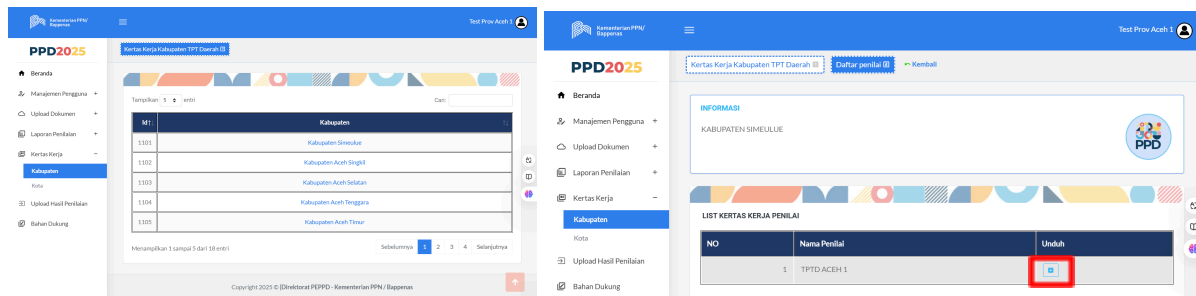 Kementerian PPN/
Bappenas
Test Prov Aceh 1
PPD2025
Beranda
Manajemen Pengguna +
Upload Dokumen +
Laporan Penilaian +
Kertas Kerja −
Kabupaten
Kota
Upload Hasil Penilaian
Bahan Dukung
Kertas Kerja Kabupaten TPT Daerah
Tampilkan 5 entri
Cari:
Id Kabupaten
1101 Kabupaten Simeulue
1102 Kabupaten Aceh Singkil
1103 Kabupaten Aceh Selatan
1104 Kabupaten Aceh Tenggara
1105 Kabupaten Aceh Timur
Menampilkan 1 sampai 5 dari 18 entri
Sebelumnya 1 2 3 4 Selanjutnya
Copyright 2025 © |Direktorat PEPPD - Kementerian PPN / Bappenas
Kementerian PPN/
Bappenas
Test Prov Aceh 1
PPD2025
Beranda
Manajemen Pengguna +
Upload Dokumen +
Laporan Penilaian +
Kertas Kerja −
Kabupaten
Kota
Upload Hasil Penilaian
Bahan Dukung
Kertas Kerja Kabupaten TPT Daerah
Daftar penilai
Kembali
INFORMASI
KABUPATEN SIMEULUE
PPD
LIST KERTAS KERJA PENILAI
NO Nama Penilai Unduh
1 TPTD ACEH 1